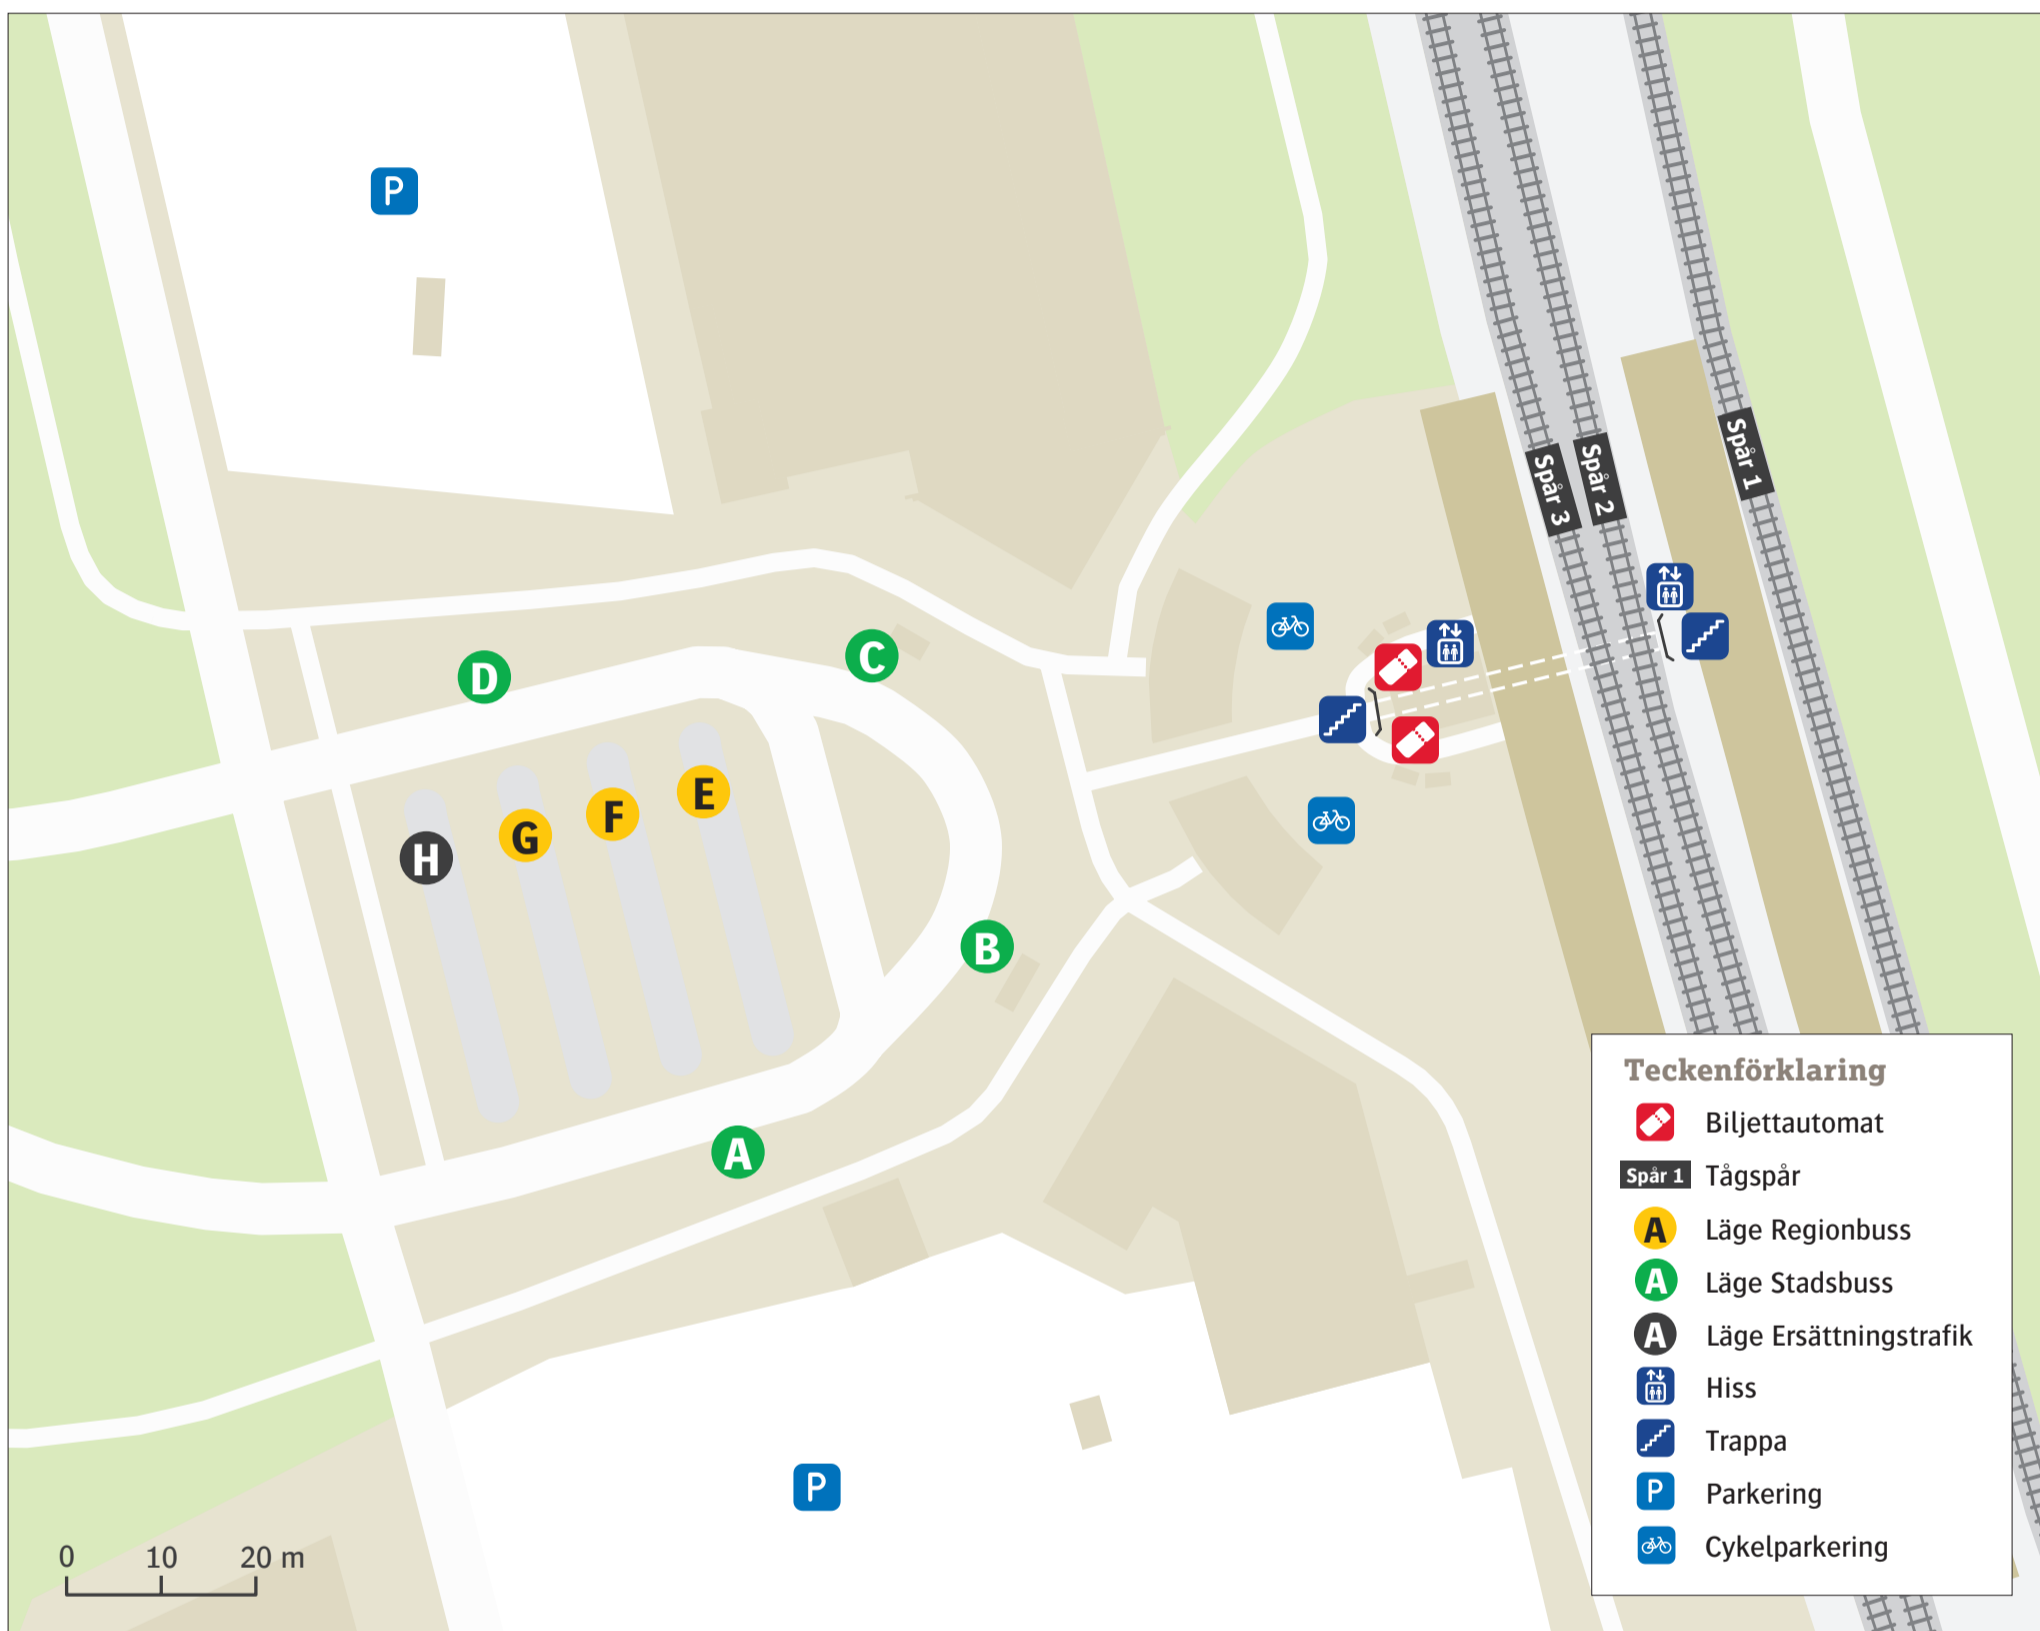 P
Spår 3
Spår 2
Spår 1
D
C
H
G
F
E
B
A
P
0 10 20 m
Teckenförklaring
Biljettautomat
Spår 1 Tågspår
A Läge Regionbuss
A Läge Stadsbuss
A Läge Ersättningstrafik
Hiss
Trappa
P Parkering
Cykelparkering